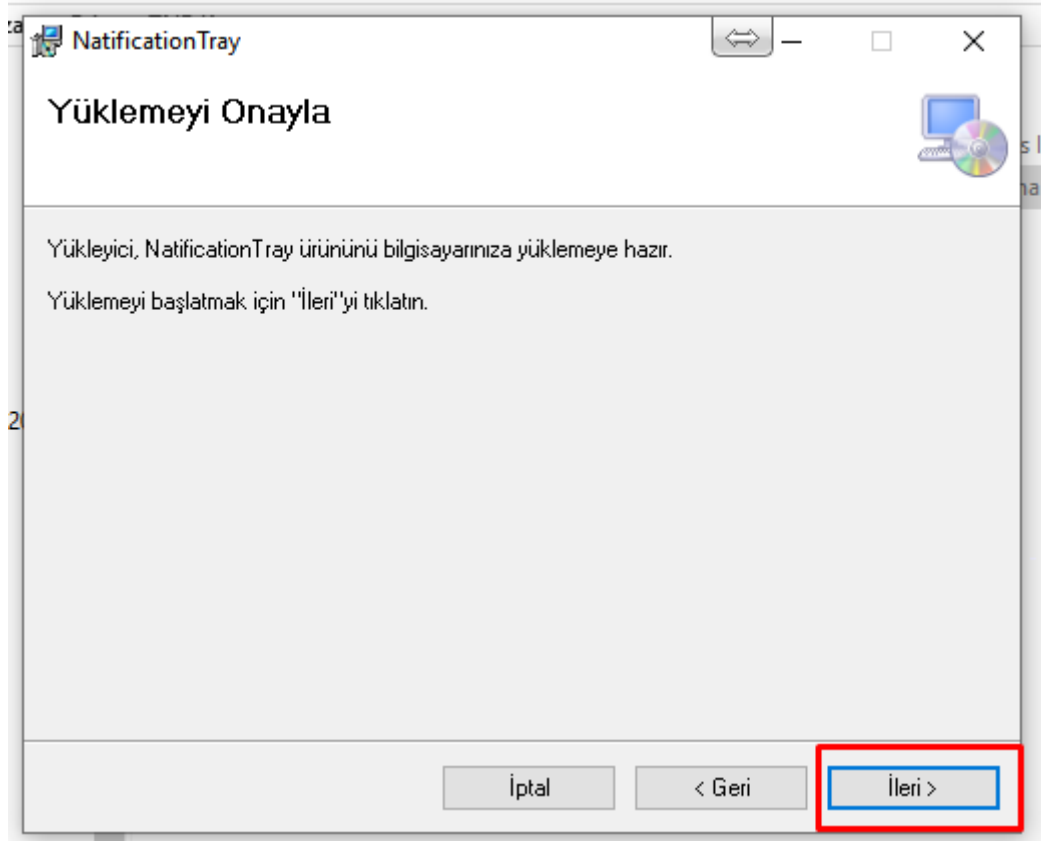 NatificationTray
Yüklemeyi Onayla
Yükleyici, NatificationTray ürününü bilgisayarınıza yüklemeye hazır.
Yüklemeyi başlatmak için "İleri"yi tıklatın.
İptal
< Geri
İleri >